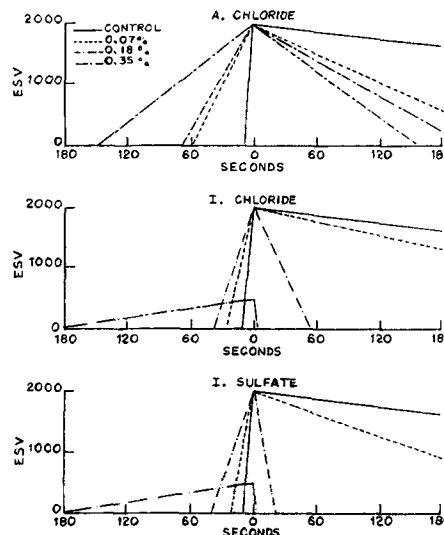 A. CHLORIDE
CONTROL
0.07%
0.18%
0.35%
ESV
2000
1000
0
180 120 60 0 60 120 180
SECONDS
I. CHLORIDE
ESV
2000
1000
0
180 120 60 0 60 120 180
SECONDS
I. SULFATE
ESV
2000
1000
0
180 120 60 0 60 120 18
SECONDS